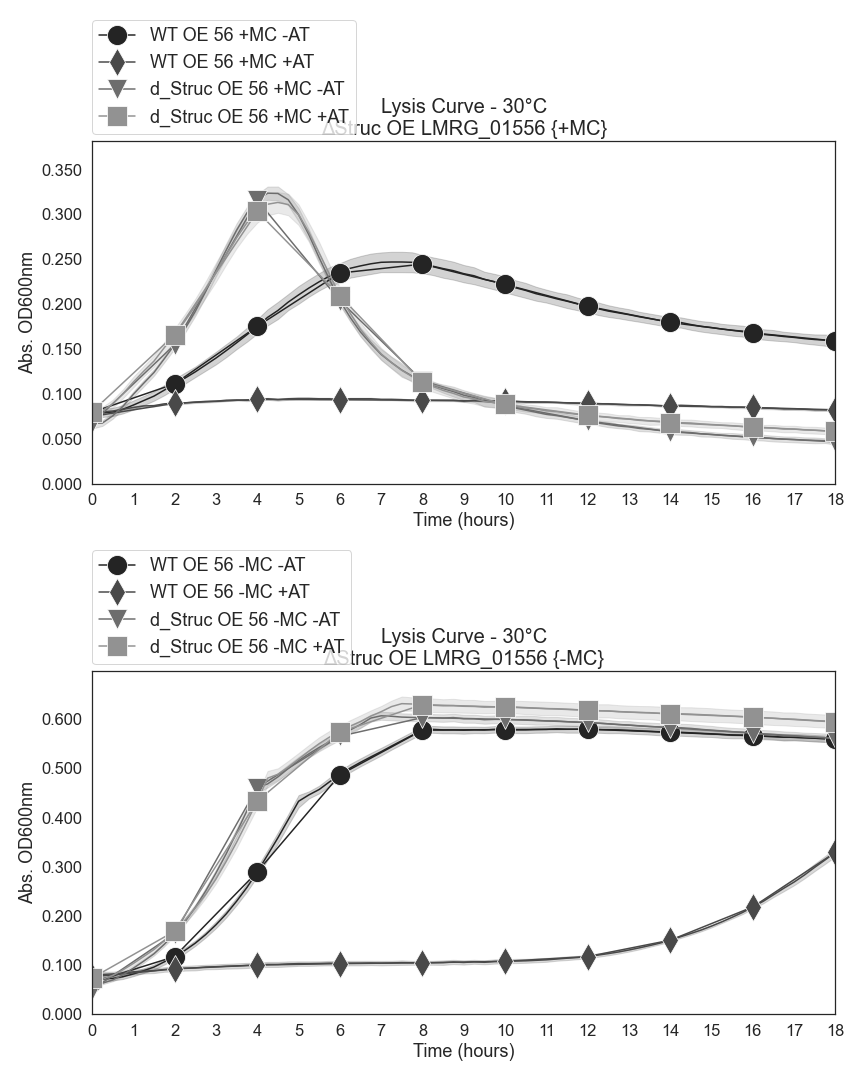 WT OE 56 +MC -AT
WT OE 56 +MC +AT
d_Struc OE 56 +MC -AT
d_Struc OE 56 +MC +AT
Lysis Curve - 30°C
ΔStruc OE LMRG_01556 {+MC}
Abs. OD600nm
0.350
0.300
0.250
0.200
0.150
0.100
0.050
0.000
0 1 2 3 4 5 6 7 8 9 10 11 12 13 14 15 16 17 18
Time (hours)
WT OE 56 -MC -AT
WT OE 56 -MC +AT
d_Struc OE 56 -MC -AT
d_Struc OE 56 -MC +AT
Lysis Curve - 30°C
ΔStruc OE LMRG_01556 {-MC}
Abs. OD600nm
0.600
0.500
0.400
0.300
0.200
0.100
0.000
0 1 2 3 4 5 6 7 8 9 10 11 12 13 14 15 16 17 18
Time (hours)